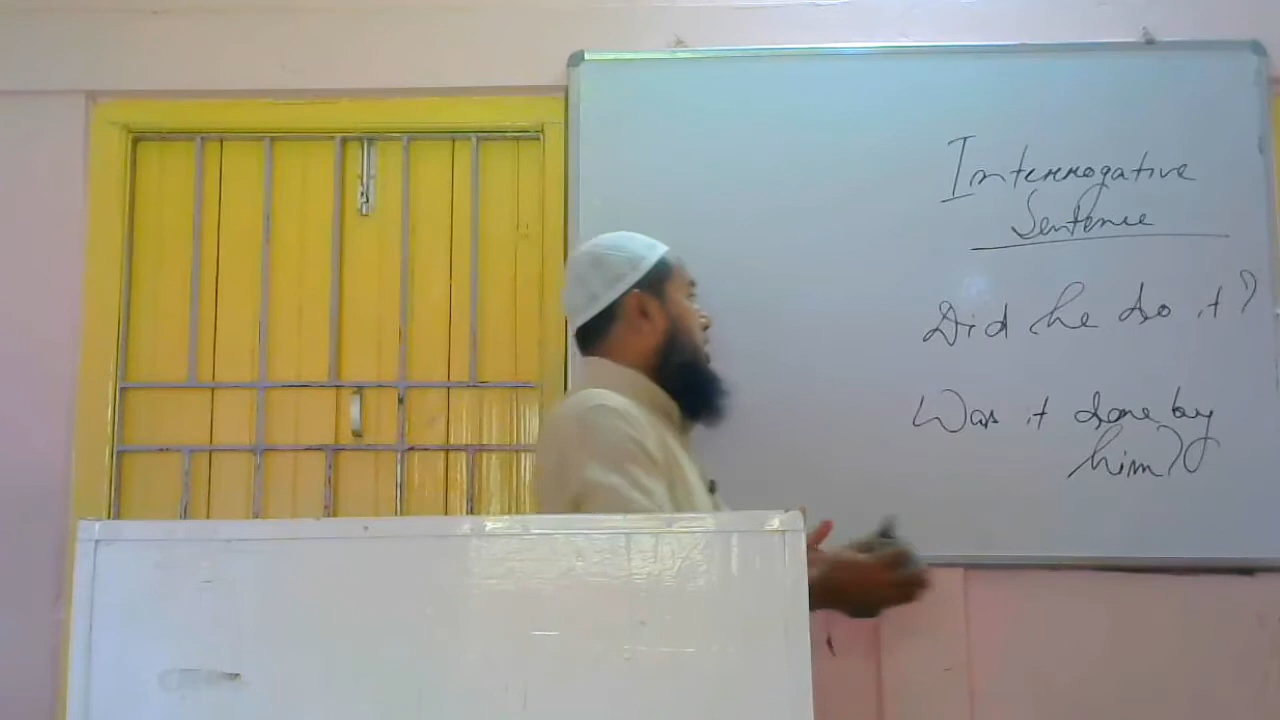 Interrogative
Sentence
Did he do it?
Was it done by
him?